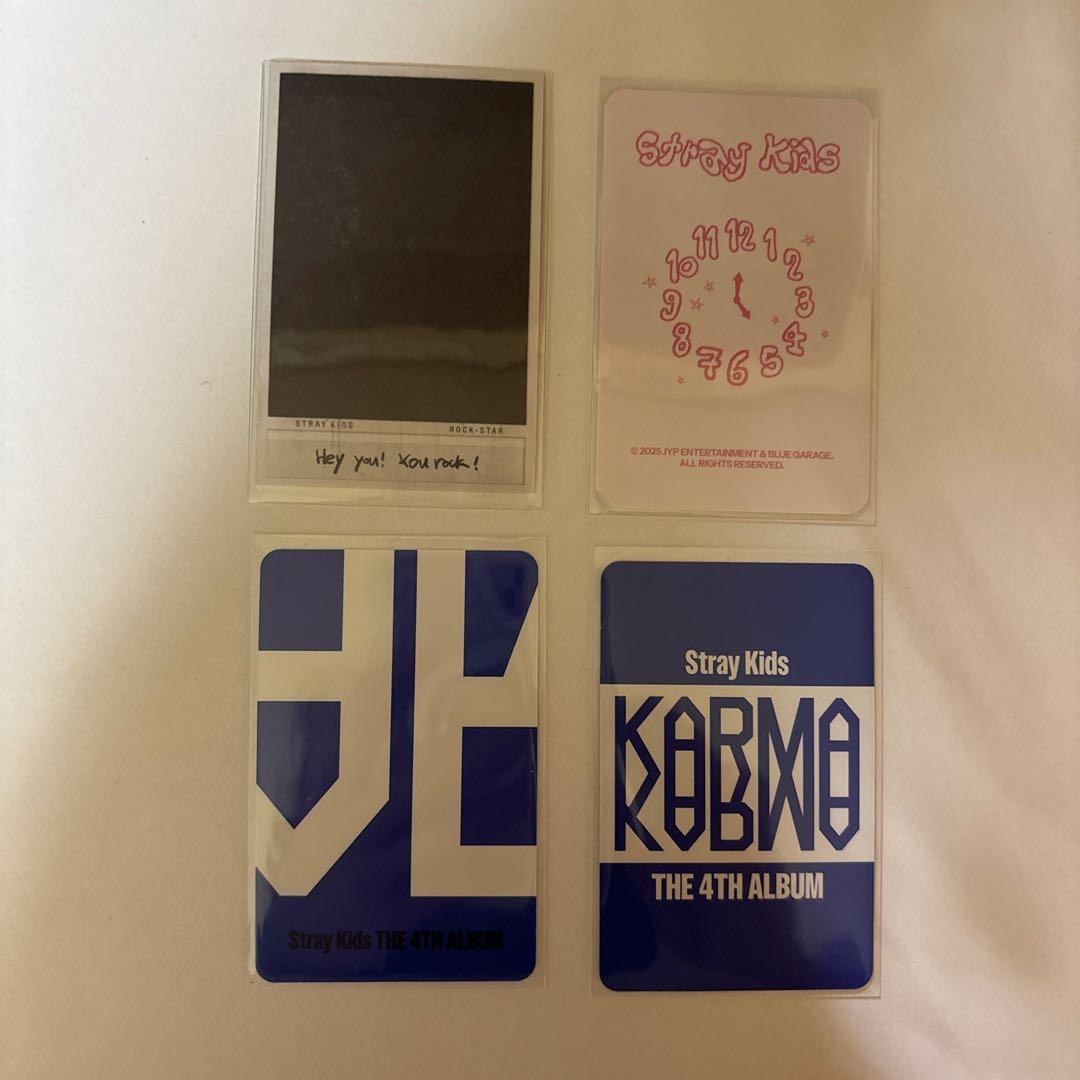 STRAY KIDS
ROCK-STAR
Hey you! You rock!
Stray Kids
12
1
2
3
4
5
6
7
8
9
10
11
© 2025 JYP ENTERTAINMENT & BLUE GARAGE.
ALL RIGHTS RESERVED.
Stray Kids THE 4TH ALBUM
Stray Kids
KARMA
THE 4TH ALBUM